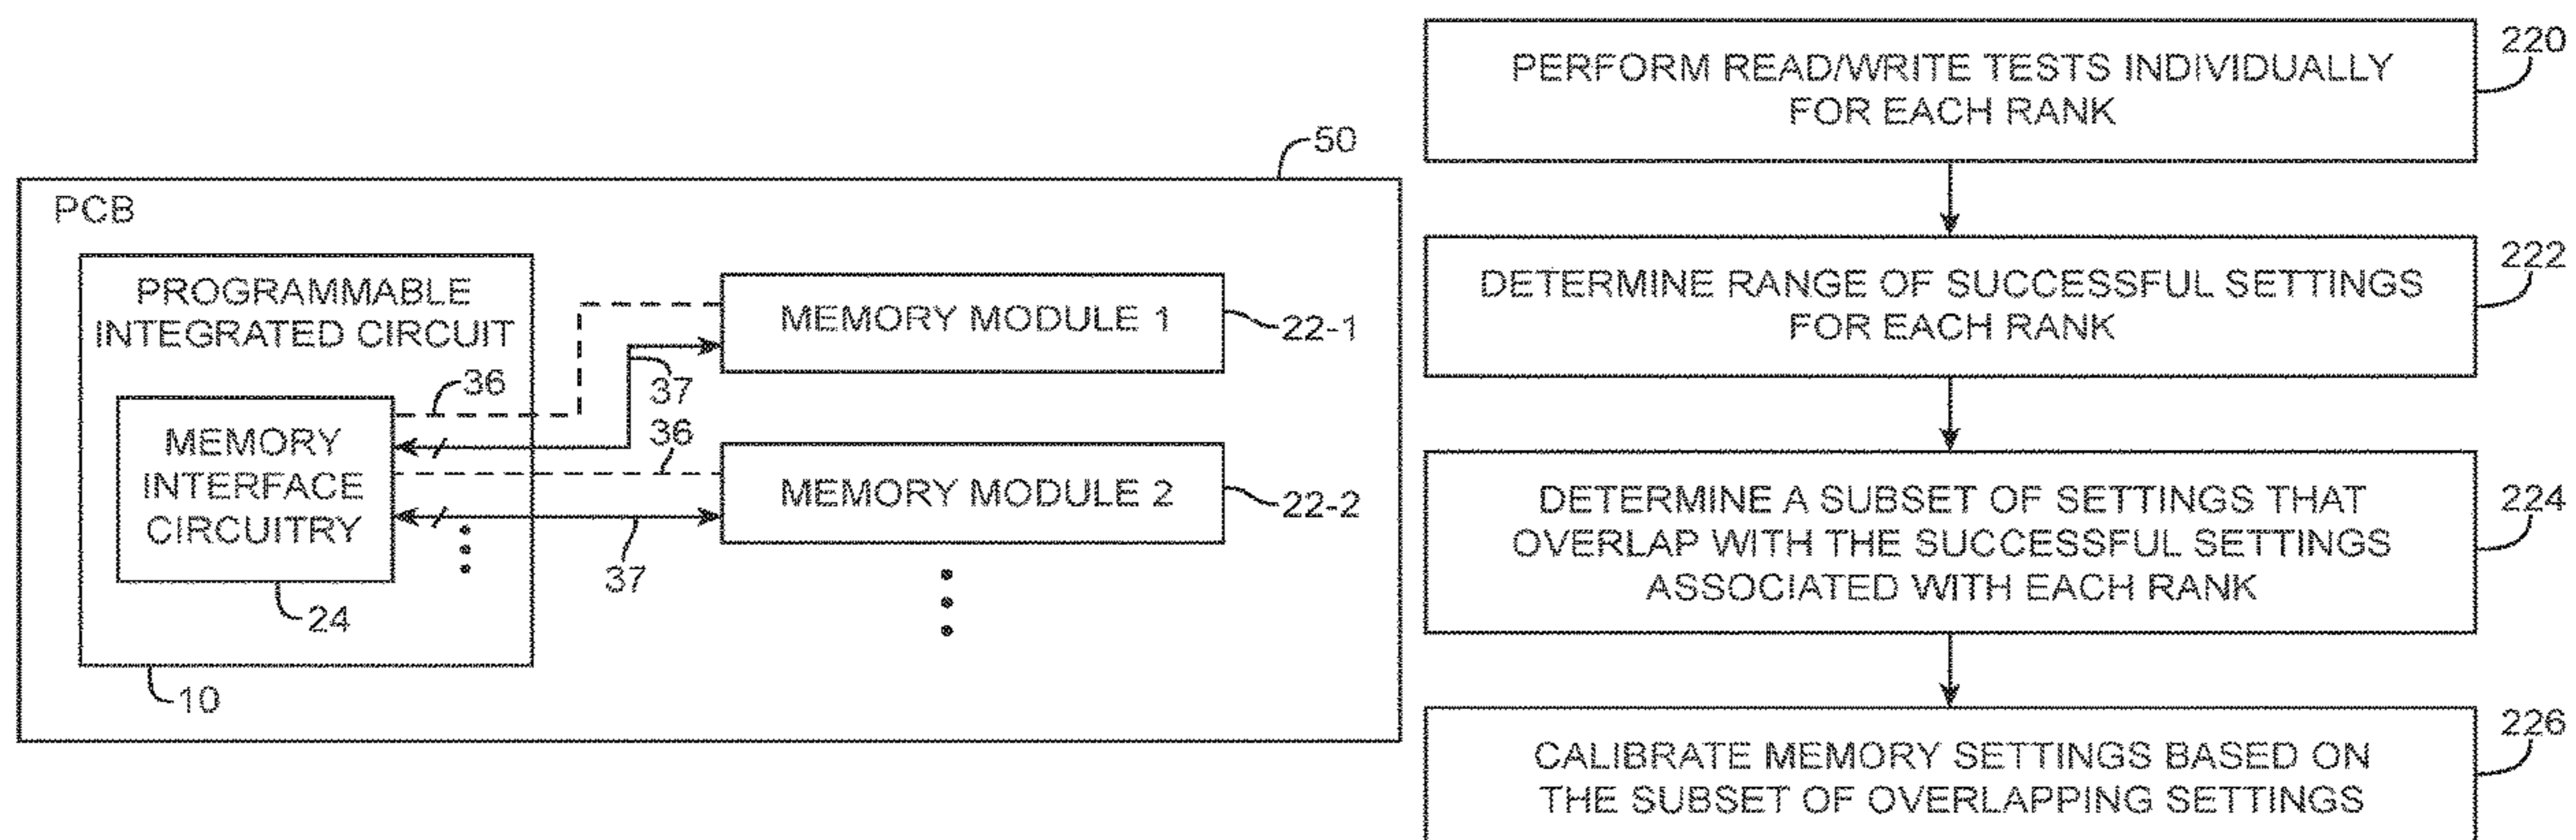 50
PCB
PROGRAMMABLE
INTEGRATED CIRCUIT
36
MEMORY
INTERFACE
CIRCUITRY
24
10
MEMORY MODULE 1
22-1
37
36
MEMORY MODULE 2
22-2
37
220
PERFORM READ/WRITE TESTS INDIVIDUALLY
FOR EACH RANK
222
DETERMINE RANGE OF SUCCESSFUL SETTINGS
FOR EACH RANK
224
DETERMINE A SUBSET OF SETTINGS THAT
OVERLAP WITH THE SUCCESSFUL SETTINGS
ASSOCIATED WITH EACH RANK
226
CALIBRATE MEMORY SETTINGS BASED ON
THE SUBSET OF OVERLAPPING SETTINGS